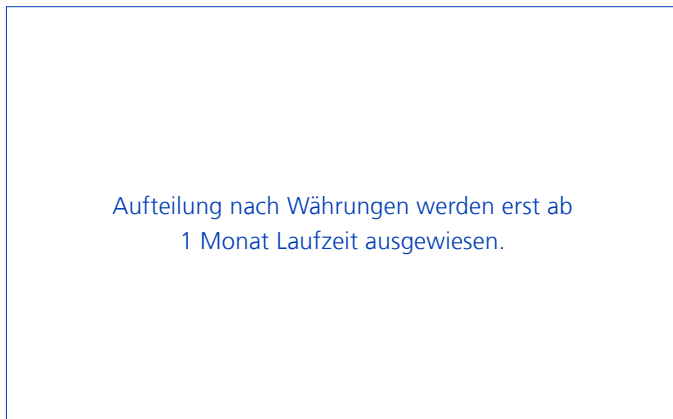 Aufteilung nach Währungen werden erst ab
1 Monat Laufzeit ausgewiesen.